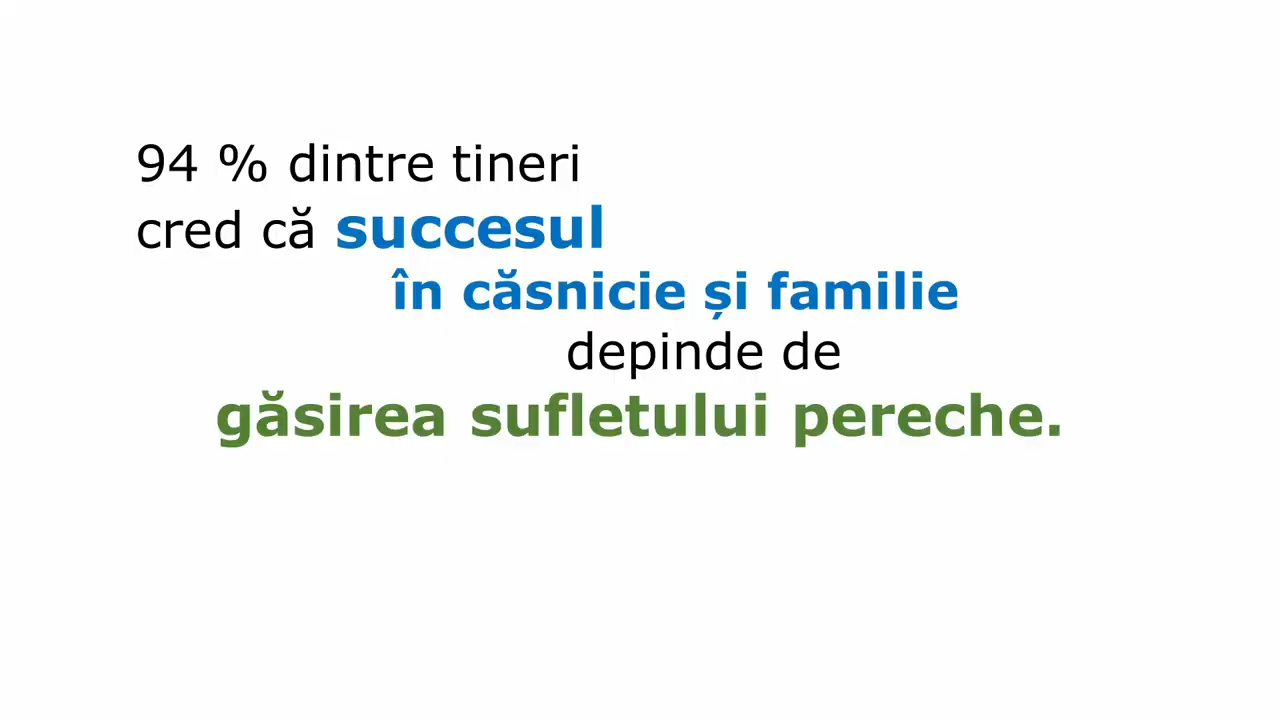 94 % dintre tineri
cred că succesul
în căsnicie și familie
depinde de
găsirea sufletului pereche.